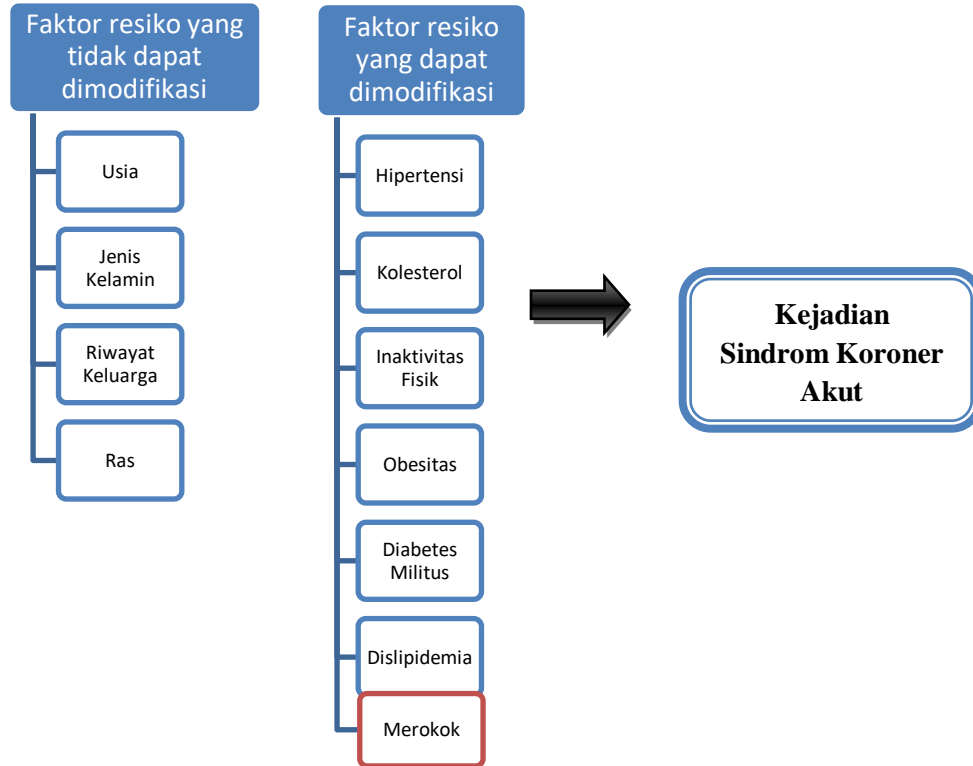 Faktor resiko yang
tidak dapat
dimodifikasi
Usia
Jenis
Kelamin
Riwayat
Keluarga
Ras
Faktor resiko
yang dapat
dimodifikasi
Hipertensi
Kolesterol
Inaktivitas
Fisik
Obesitas
Diabetes
Militus
Dislipidemia
Merokok
Kejadian
Sindrom Koroner
Akut